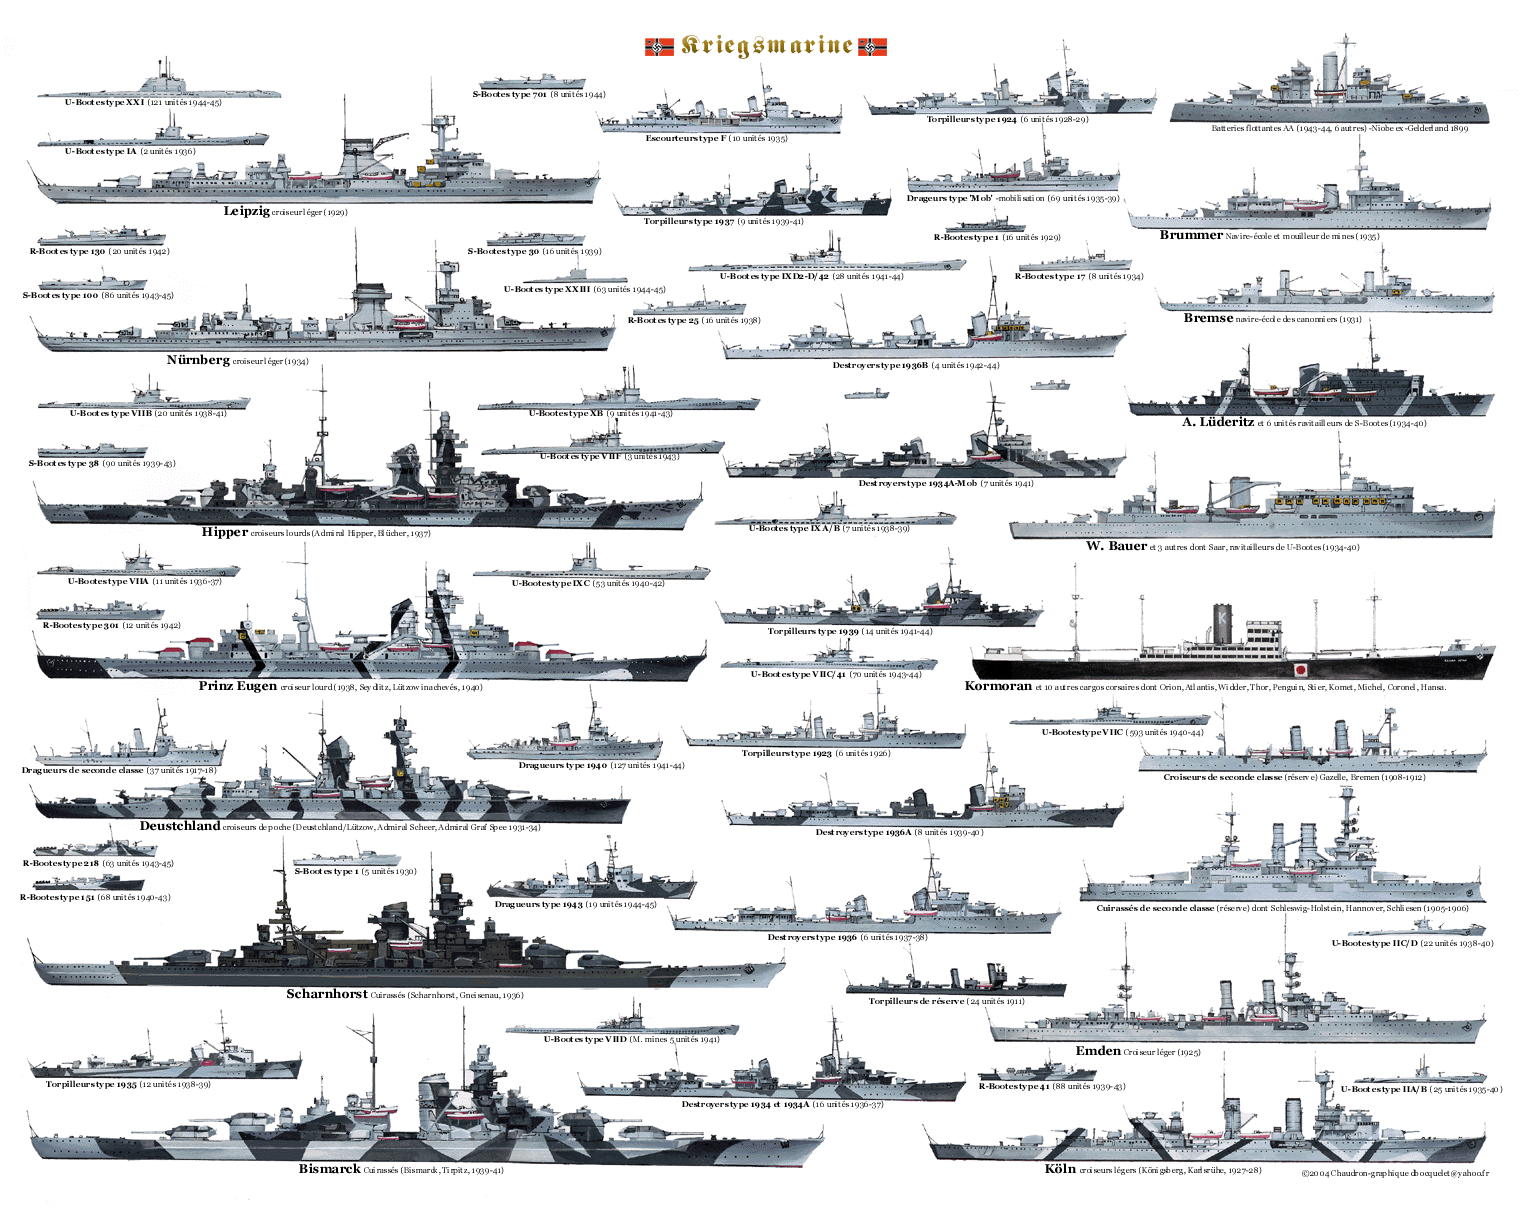 Kriegsmarine
U-Bootes type XXI (121 unités 1944-45)
S-Bootes type 701 (8 unités 1944)
Escourteurs type F (10 unités 1935)
Torpilleurs type 1924 (6 unités 1928-29)
Batteries flottantes AA (1943-44, 6 autres) -Niobe ex-Gelderland 1899
U-Bootes type IA (2 unités 1936)
Leipzig croiseur léger (1929)
Torpilleurs type 1937 (9 unités 1939-41)
Drageurs type 'Mob' -mobilisation (69 unités 1935-39)
R-Bootes type 1 (16 unités 1929)
Brummer Navire-école et mouilleur de mines (1935)
R-Bootes type 130 (20 unités 1942)
S-Bootes type 30 (16 unités 1939)
U-Bootes type IXD2-D/42 (28 unités 1941-44)
R-Bootes type 17 (8 unités 1934)
S-Bootes type 100 (86 unités 1943-45)
U-Bootes type XXIII (63 unités 1944-45)
R-Bootes type 25 (16 unités 1938)
Bremse navire-école des canonniers (1931)
Nürnberg croiseur léger (1934)
Destroyers type 1936B (4 unités 1942-44)
U-Bootes type VIIB (20 unités 1938-41)
U-Bootes type XB (9 unités 1941-43)
A. Lüderitz et 6 unités ravitailleurs de S-Bootes (1934-40)
S-Bootes type 38 (90 unités 1939-43)
U-Bootes type VIIF (3 unités 1943)
Destroyers type 1934A-Mob (7 unités 1941)
Hipper croiseurs lourds (Admiral Hipper, Blücher, 1937)
U-Bootes type IXA/B (7 unités 1938-39)
W. Bauer et 3 autres dont Saar, ravitailleurs de U-Bootes (1934-40)
U-Bootes type VIIA (11 unités 1936-37)
U-Bootes type IXC (53 unités 1940-42)
R-Bootes type 301 (12 unités 1942)
Torpilleurs type 1939 (14 unités 1941-44)
K
U-Bootes type VIIC/41 (70 unités 1943-44)
Prinz Eugen croiseur lourd (1938, Seydlitz, Lützow inachevés, 1940)
Kormoran et 10 autres cargos corsaires dont Orion, Atlantis, Widder, Thor, Penguin, Stier, Komet, Michel, Coronel, Hansa.
U-Bootes type VIIC (593 unités 1940-44)
Dragueurs de seconde classe (37 unités 1917-18)
Dragueurs type 1940 (127 unités 1941-44)
Torpilleurs type 1923 (6 unités 1926)
Croiseurs de seconde classe (réserve) Gazelle, Bremen (1908-1912)
Deustchland croiseurs de poche (Deustchland/Lützow, Admiral Scheer, Admiral Graf Spee 1931-34)
Destroyers type 1936A (8 unités 1939-40)
R-Bootes type 218 (63 unités 1943-45)
S-Bootes type 1 (5 unités 1930)
R-Bootes type 151 (68 unités 1940-43)
Dragueurs type 1943 (19 unités 1944-45)
Cuirassés de seconde classe (réserve) dont Schleswig-Holstein, Hannover, Schliesen (1905-1906)
Destroyers type 1936 (6 unités 1937-38)
U-Bootes type IIC/D (22 unités 1938-40)
Scharnhorst Cuirassés (Scharnhorst, Gneisenau, 1936)
Torpilleurs de réserve (24 unités 1911)
U-Bootes type VIID (M. mines 5 unités 1941)
Emden Croiseur léger (1925)
Torpilleurs type 1935 (12 unités 1938-39)
R-Bootes type 41 (88 unités 1939-43)
U-Bootes type IIA/B (25 unités 1935-40)
Destroyers type 1934 et 1934A (16 unités 1936-37)
Bismarck Cuirassés (Bismarck, Tirpitz, 1939-41)
Köln croiseurs légers (Königsberg, Karlsrühe, 1927-28)
©2004 Chaudron-graphique dbocquelet@yahoo.fr